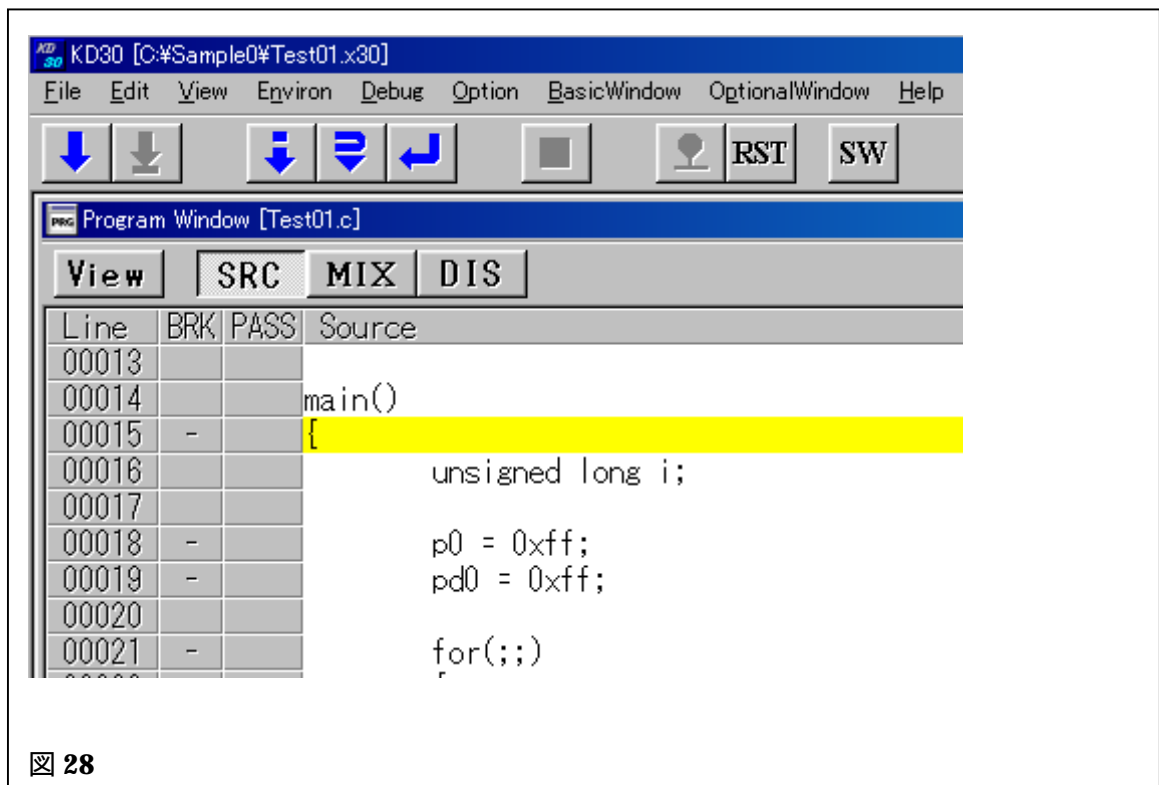 KD30 [C:¥Sample0¥Test01.x30]
File Edit View Environ Debug Option BasicWindow OptionalWindow Help
RST SW
Program Window [Test01.c]
View SRC MIX DIS
Line BRK PASS Source
00013
00014 main()
00015 - {
00016 unsigned long i;
00017
00018 - p0 = 0xff;
00019 - pd0 = 0xff;
00020
00021 - for(;;)
図 28